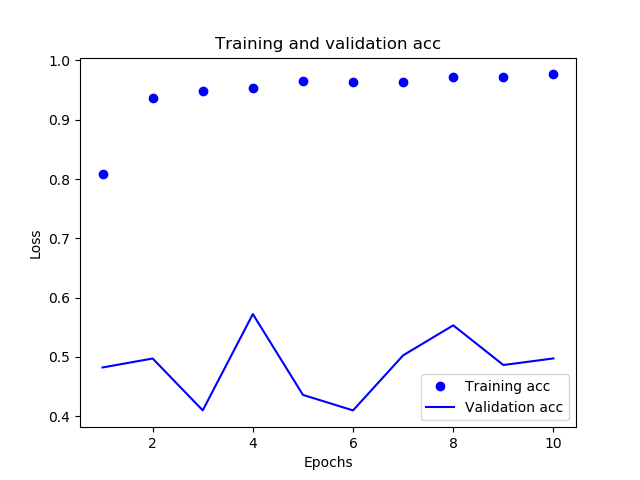 Training and validation acc
1.0
0.9
0.8
0.7
0.6
0.5
0.4
Loss
2
4
6
8
10
Epochs
Training acc
Validation acc